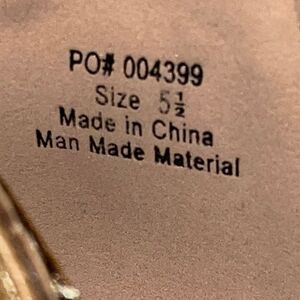 PO# 004399
Size 5½
Made in China
Man Made Material